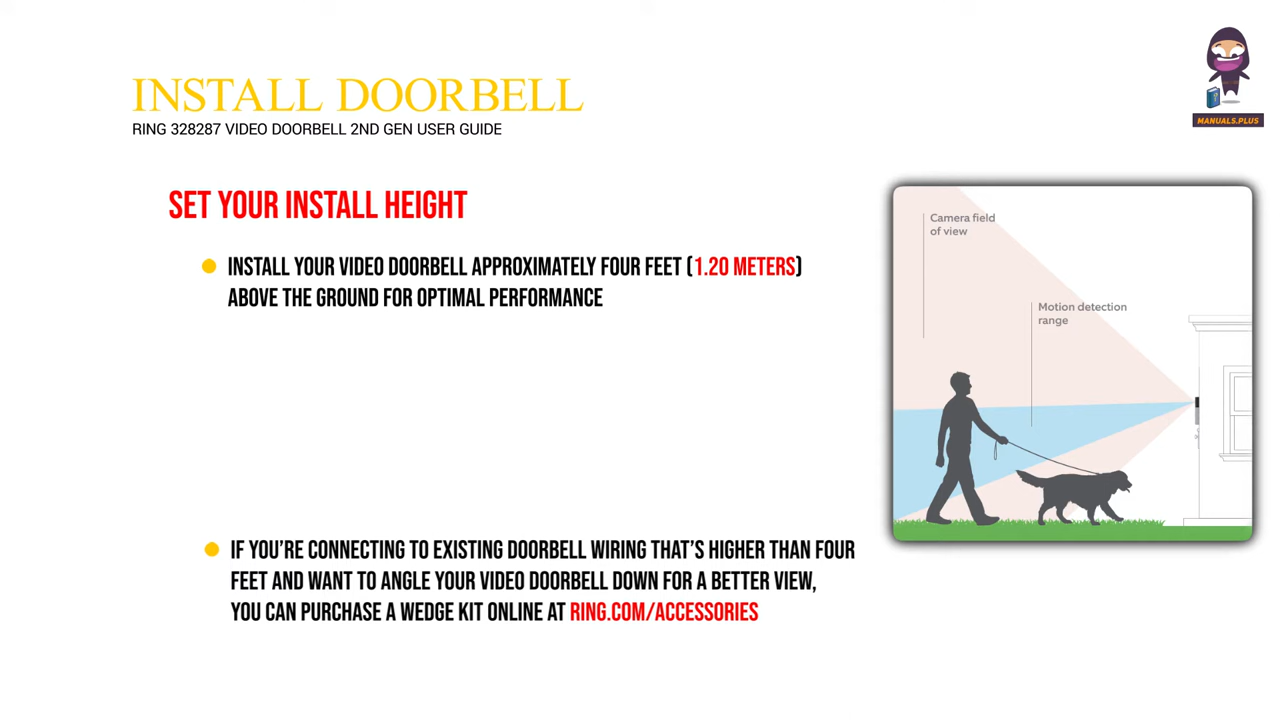 INSTALL DOORBELL
RING 328287 VIDEO DOORBELL 2ND GEN USER GUIDE
MANUALS.PLUS
SET YOUR INSTALL HEIGHT
INSTALL YOUR VIDEO DOORBELL APPROXIMATELY FOUR FEET (1.20 METERS)
ABOVE THE GROUND FOR OPTIMAL PERFORMANCE
Camera field
of view
Motion detection
range
IF YOU'RE CONNECTING TO EXISTING DOORBELL WIRING THAT'S HIGHER THAN FOUR
FEET AND WANT TO ANGLE YOUR VIDEO DOORBELL DOWN FOR A BETTER VIEW,
YOU CAN PURCHASE A WEDGE KIT ONLINE AT RING.COM/ACCESSORIES